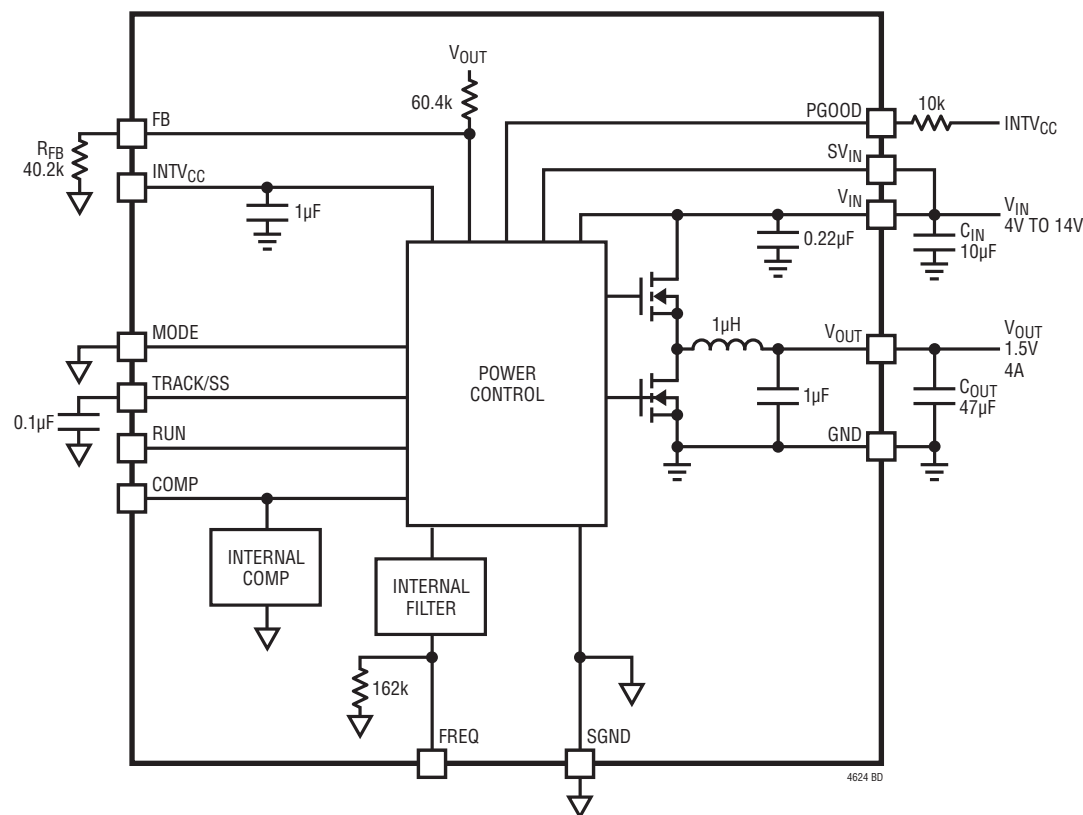 VOUT
60.4k
FB
RFB
40.2k
INTVCC
1µF
PGOOD
10k
INTVCC
SVIN
VIN
VIN
4V TO 14V
0.22µF
CIN
10µF
MODE
TRACK/SS
0.1µF
RUN
COMP
POWER
CONTROL
1µH
VOUT
VOUT
1.5V
4A
1µF
COUT
47µF
GND
INTERNAL
COMP
INTERNAL
FILTER
162k
FREQ
SGND
4624 BD